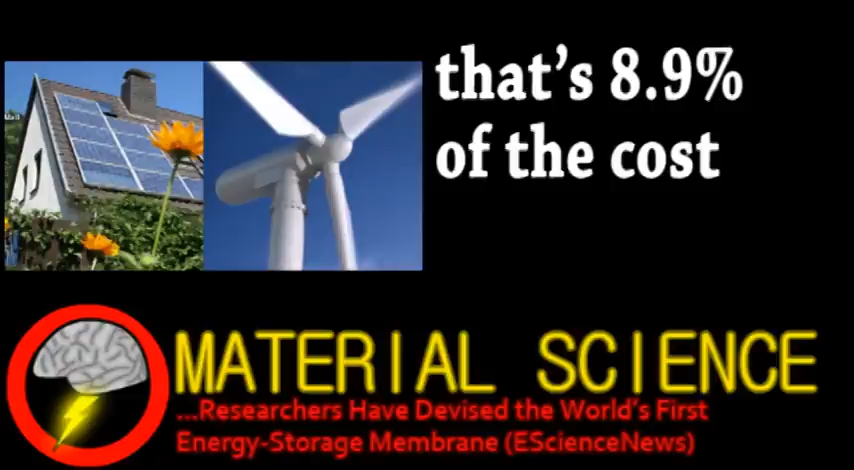 that's 8.9%
of the cost
MATERIAL SCIENCE
...Researchers Have Devised the World's First
Energy-Storage Membrane (EScienceNews)